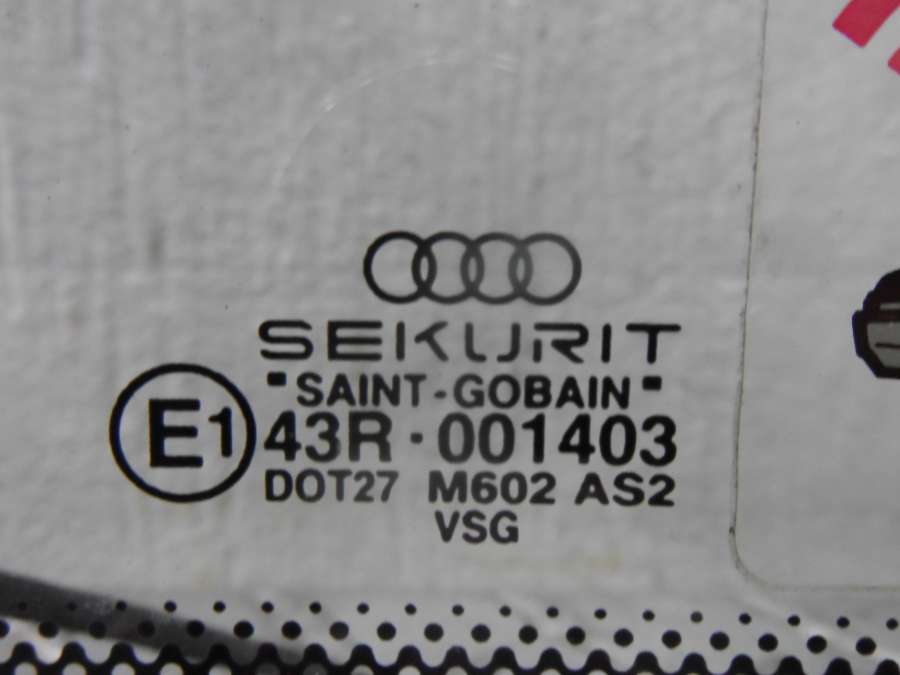 SEKURIT
"SAINT-GOBAIN"
E1 43R · 001403
DOT27 M602 AS2
VSG